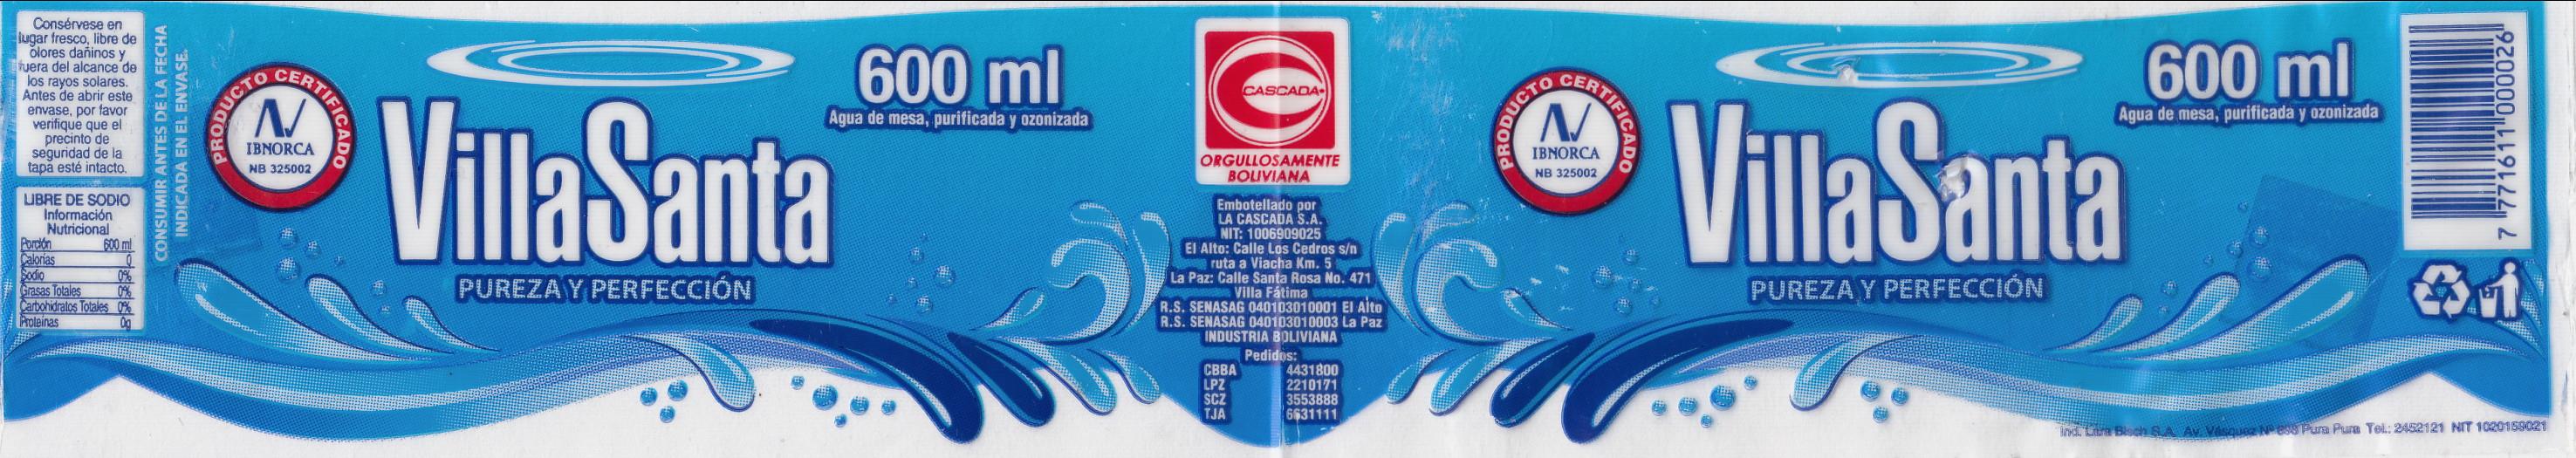 Consérvese en
lugar fresco, libre de
olores dañinos y
fuera del alcance de
los rayos solares.
Antes de abrir este
envase, por favor
verifique que el
precinto de
seguridad de la
tapa esté intacto.
LIBRE DE SODIO
Información
Nutricional
Porción 600 ml
Calorias 0
Sodio 0%
Grasas Totales 0%
Carbohidratos Totales 0%
Proteinas 0g
CONSUMIR ANTES DE LA FECHA
INDICADA EN EL ENVASE.
PRODUCTO CERTIFICADO
IBNORCA
NB 325002
VillaSanta
PUREZA Y PERFECCIÓN
600 ml
Agua de mesa, purificada y ozonizada
CASCADA
ORGULLOSAMENTE
BOLIVIANA
Embotellado por
LA CASCADA S.A.
NIT: 1006909025
El Alto: Calle Los Cedros s/n
ruta a Viacha Km. 5
La Paz: Calle Santa Rosa No. 471
Villa Fátima
R.S. SENASAG 040103010001 El Alto
R.S. SENASAG 040103010003 La Paz
INDUSTRIA BOLIVIANA
Pedidos:
CBBA 4431800
LPZ 2210171
SCZ 3553888
TJA 6631111
PRODUCTO CERTIFICADO
IBNORCA
NB 325002
VillaSanta
PUREZA Y PERFECCIÓN
600 ml
Agua de mesa, purificada y ozonizada
7 771611 000026
Ind. Lara Bisch S.A. Av. Vásquez Nº Pura Pura Tel.: 2452121 NIT 1020159021